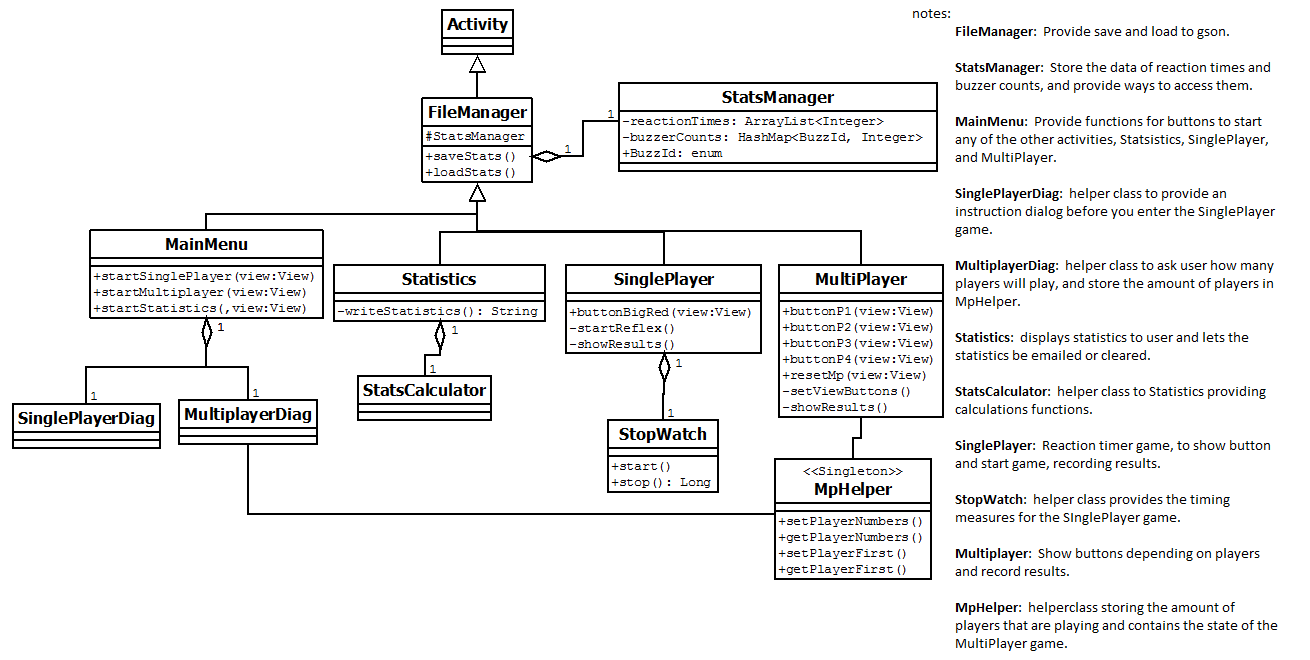 Activity
FileManager
#StatsManager
+saveStats()
+loadStats()
1
1
StatsManager
-reactionTimes: ArrayList<Integer>
-buzzerCounts: HashMap<BuzzId, Integer>
+BuzzId: enum
MainMenu
+startSinglePlayer(view:View)
+startMultiplayer(view:View)
+startStatistics(,view:View)
1
1
1
SinglePlayerDiag
MultiplayerDiag
Statistics
-writeStatistics(): String
1
1
StatsCalculator
SinglePlayer
+buttonBigRed(view:View)
-startReflex()
-showResults()
1
1
StopWatch
+start()
+stop(): Long
MultiPlayer
+buttonP1(view:View)
+buttonP2(view:View)
+buttonP3(view:View)
+buttonP4(view:View)
+resetMp(view:View)
-setViewButtons()
-showResults()
<<Singleton>>
MpHelper
+setPlayerNumbers()
+getPlayerNumbers()
+setPlayerFirst()
+getPlayerFirst()
notes:
FileManager: Provide save and load to gson.
StatsManager: Store the data of reaction times and
buzzer counts, and provide ways to access them.
MainMenu: Provide functions for buttons to start
any of the other activities, Statsistics, SinglePlayer,
and MultiPlayer.
SinglePlayerDiag: helper class to provide an
instruction dialog before you enter the SinglePlayer
game.
MultiplayerDiag: helper class to ask user how many
players will play, and store the amount of players in
MpHelper.
Statistics: displays statistics to user and lets the
statistics be emailed or cleared.
StatsCalculator: helper class to Statistics providing
calculations functions.
SinglePlayer: Reaction timer game, to show button
and start game, recording results.
StopWatch: helper class provides the timing
measures for the SInglePlayer game.
Multiplayer: Show buttons depending on players
and record results.
MpHelper: helperclass storing the amount of
players that are playing and contains the state of the
MultiPlayer game.